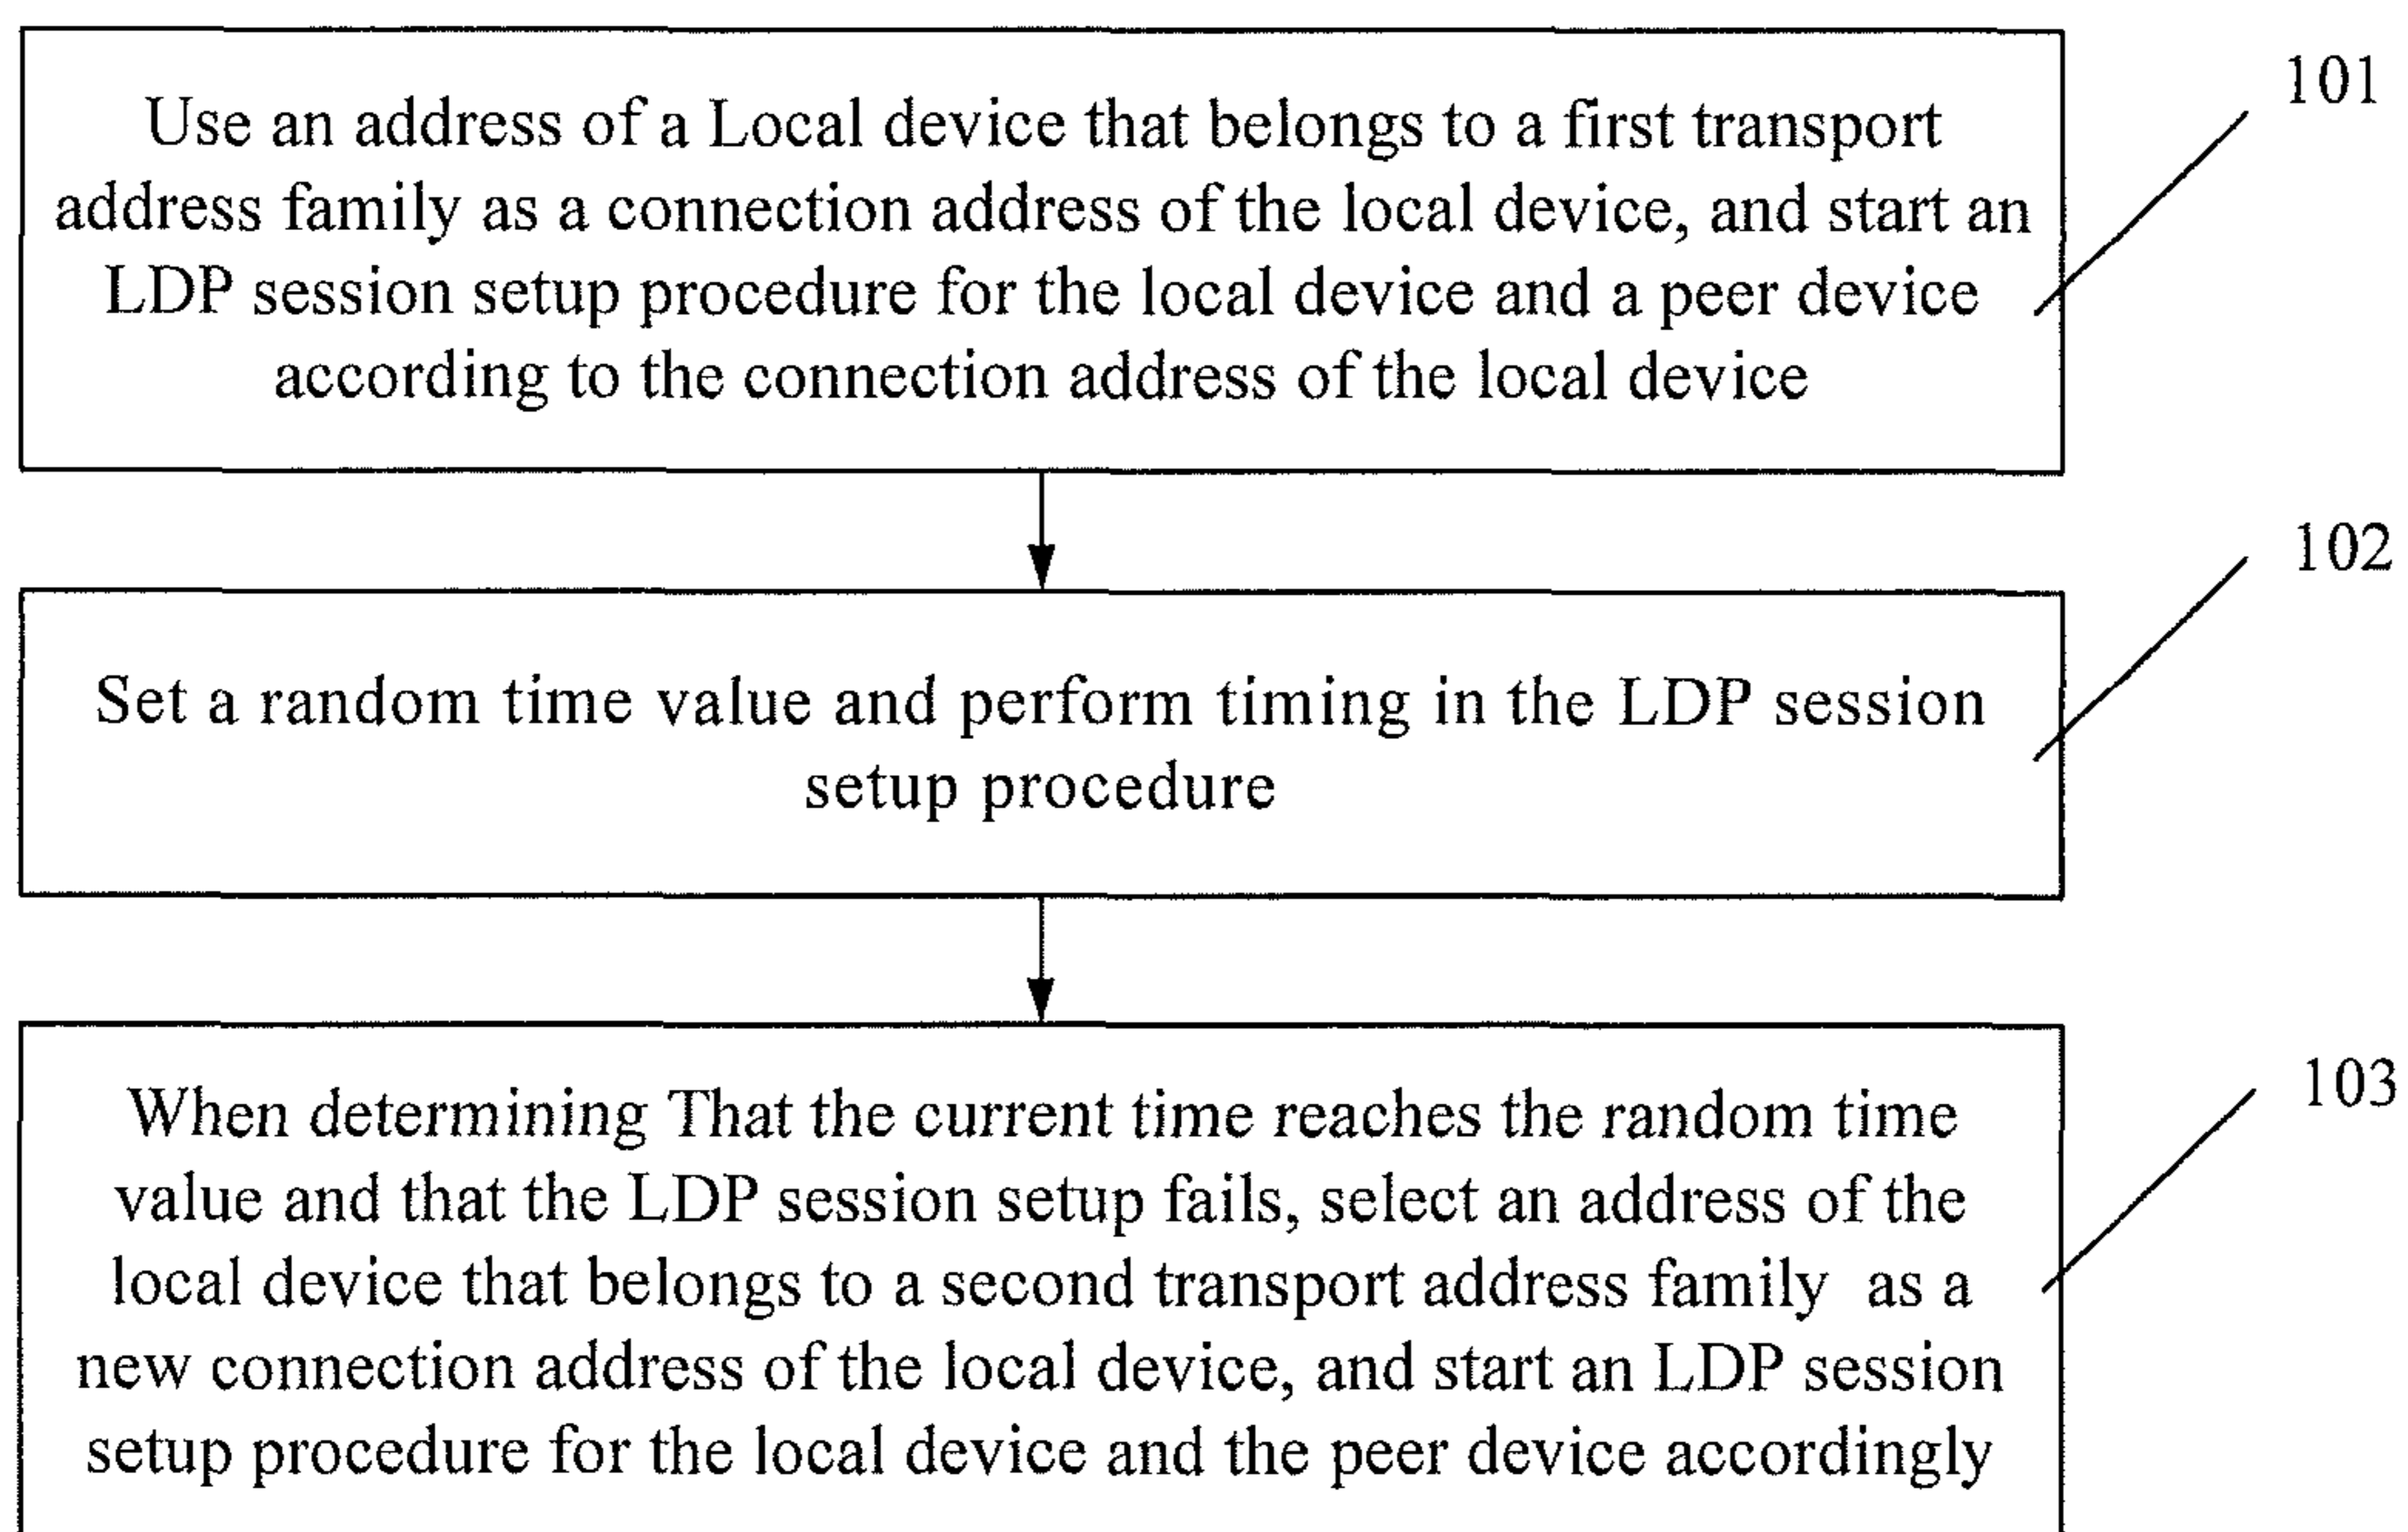 101
Use an address of a Local device that belongs to a first transport
address family as a connection address of the local device, and start an
LDP session setup procedure for the local device and a peer device
according to the connection address of the local device
102
Set a random time value and perform timing in the LDP session
setup procedure
103
When determining That the current time reaches the random time
value and that the LDP session setup fails, select an address of the
local device that belongs to a second transport address family as a
new connection address of the local device, and start an LDP session
setup procedure for the local device and the peer device accordingly